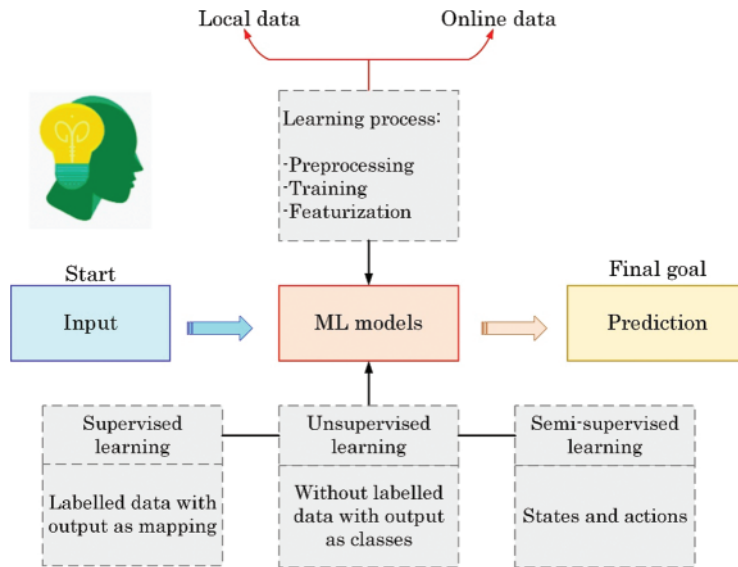 Local data
Online data
Learning process:
-Preprocessing
-Training
-Featurization
Start
Input
ML models
Final goal
Prediction
Supervised
learning
Labelled data with
output as mapping
Unsupervised
learning
Without labelled
data with output
as classes
Semi-supervised
learning
States and actions